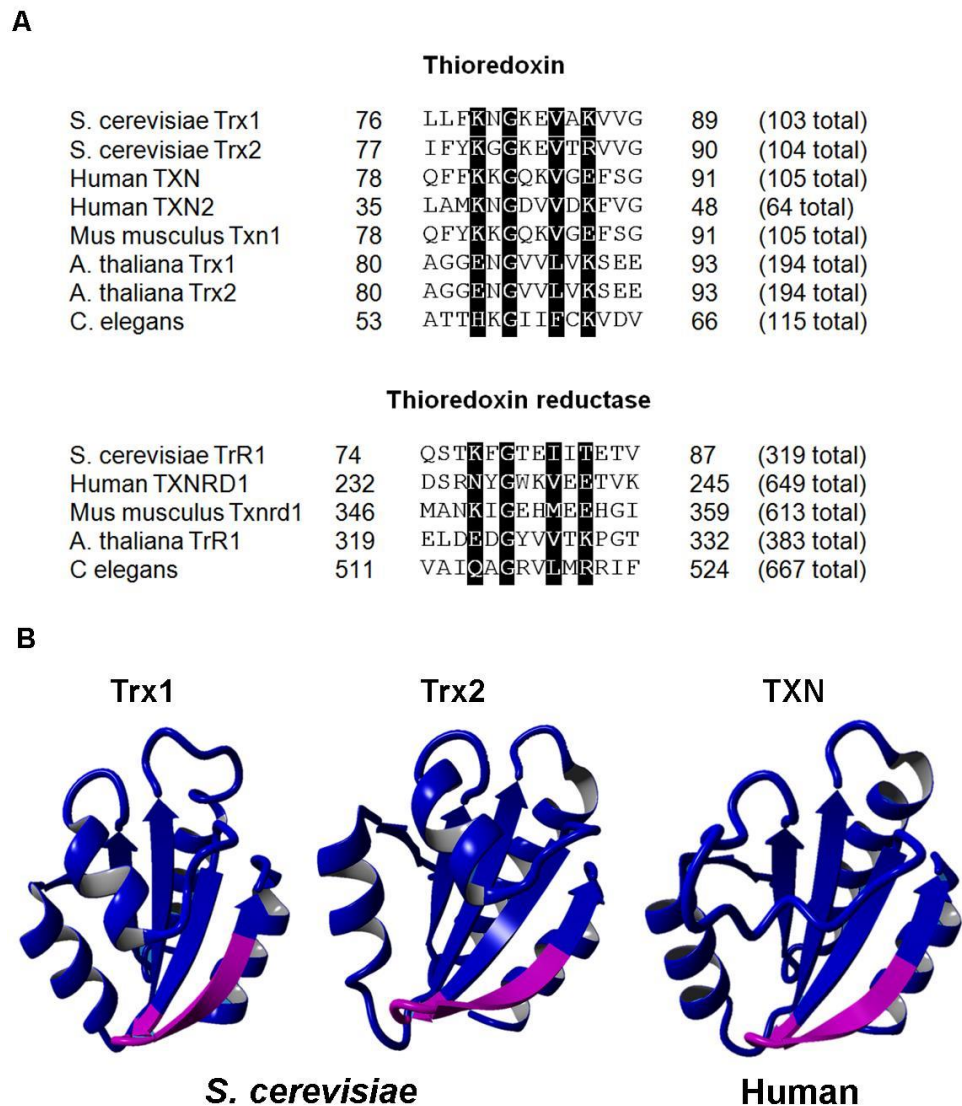 A
Thioredoxin
S. cerevisiae Trx1 76 LLFKNGKEVAKVVG 89 (103 total)
S. cerevisiae Trx2 77 IFYKGGKEVTRVVG 90 (104 total)
Human TXN 78 QFFKKGQKVGEFSG 91 (105 total)
Human TXN2 35 LAMKNGDVVDKFVG 48 (64 total)
Mus musculus Txn1 78 QFYKKGQKVGEFSG 91 (105 total)
A. thaliana Trx1 80 AGGENGVVLVKSEE 93 (194 total)
A. thaliana Trx2 80 AGGENGVVLVKSEE 93 (194 total)
C. elegans 53 ATTHKGIIFCKVDV 66 (115 total)
Thioredoxin reductase
S. cerevisiae TrR1 74 QSTKFGTEIITETV 87 (319 total)
Human TXNRD1 232 DSRNYGWKVEETVK 245 (649 total)
Mus musculus Txnrd1 346 MANKIGEHMEEHGI 359 (613 total)
A. thaliana TrR1 319 ELDEDGYVVTKPGT 332 (383 total)
C elegans 511 VAIQAGRVLMRRIF 524 (667 total)
B
Trx1 Trx2 TXN
S. cerevisiae Human